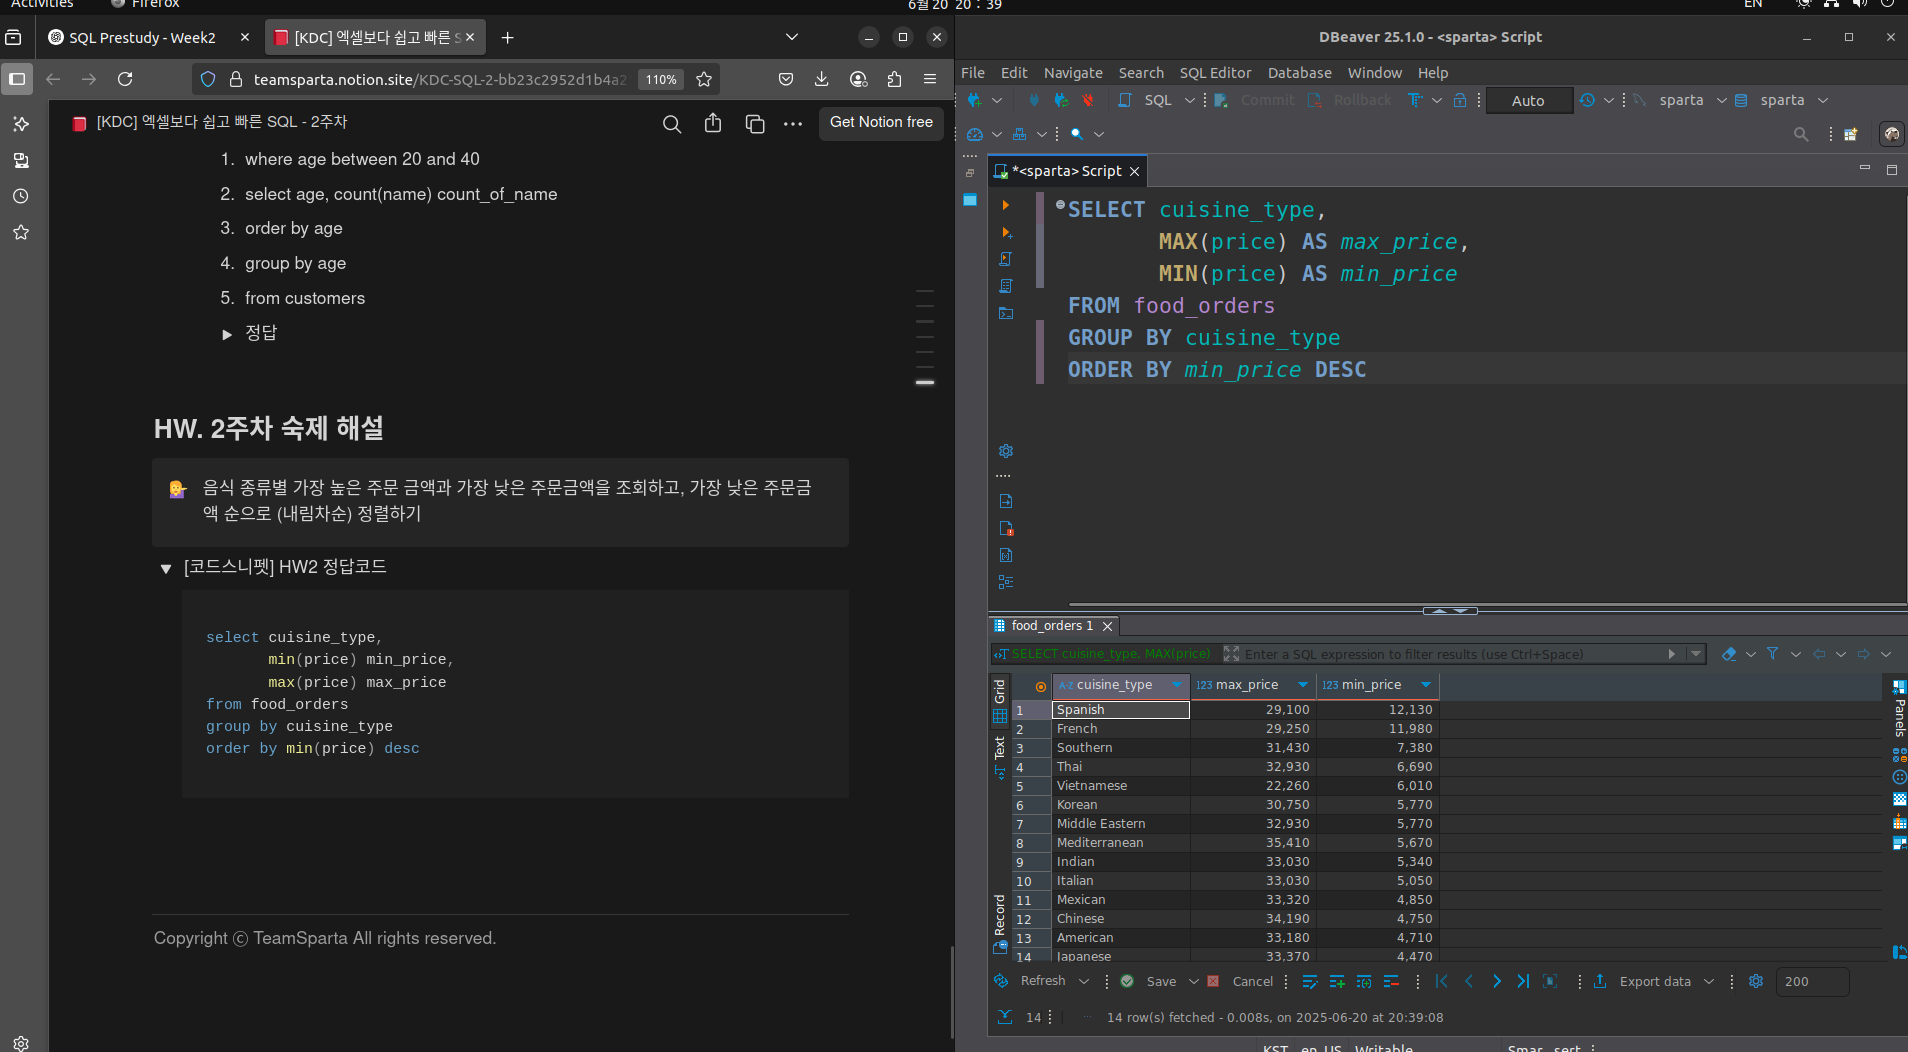 Activities
Firefox
6월 20 20 : 39
EN
SQL Prestudy - Week2
[KDC] 엑셀보다 쉽고 빠른 S
teamsparta.notion.site/KDC-SQL-2-bb23c2952d1b4a2
110%
[KDC] 엑셀보다 쉽고 빠른 SQL - 2주차
Get Notion free
1. where age between 20 and 40
2. select age, count(name) count_of_name
3. order by age
4. group by age
5. from customers
정답
HW. 2주차 숙제 해설
음식 종류별 가장 높은 주문 금액과 가장 낮은 주문금액을 조회하고, 가장 낮은 주문금
액 순으로 (내림차순) 정렬하기
[코드스니펫] HW2 정답코드
select cuisine_type,
min(price) min_price,
max(price) max_price
from food_orders
group by cuisine_type
order by min(price) desc
Copyright ⓒ TeamSparta All rights reserved.
DBeaver 25.1.0 - <sparta> Script
File Edit Navigate Search SQL Editor Database Window Help
SQL
Commit
Rollback
Auto
sparta
sparta
*<sparta> Script
SELECT cuisine_type,
MAX(price) AS max_price,
MIN(price) AS min_price
FROM food_orders
GROUP BY cuisine_type
ORDER BY min_price DESC
food_orders 1
SELECT cuisine_type, MAX(price)
Enter a SQL expression to filter results (use Ctrl+Space)
Grid
Text
Record
Panels
A-Z cuisine_type 123 max_price 123 min_price
1 Spanish 29,100 12,130
2 French 29,250 11,980
3 Southern 31,430 7,380
4 Thai 32,930 6,690
5 Vietnamese 22,260 6,010
6 Korean 30,750 5,770
7 Middle Eastern 32,930 5,770
8 Mediterranean 35,410 5,670
9 Indian 33,030 5,340
10 Italian 33,030 5,050
11 Mexican 33,320 4,850
12 Chinese 34,190 4,750
13 American 33,180 4,710
14 Japanese 33,370 4,470
Refresh
Save
Cancel
Export data
200
14
14 row(s) fetched - 0.008s, on 2025-06-20 at 20:39:08
KST
en_US
Writable